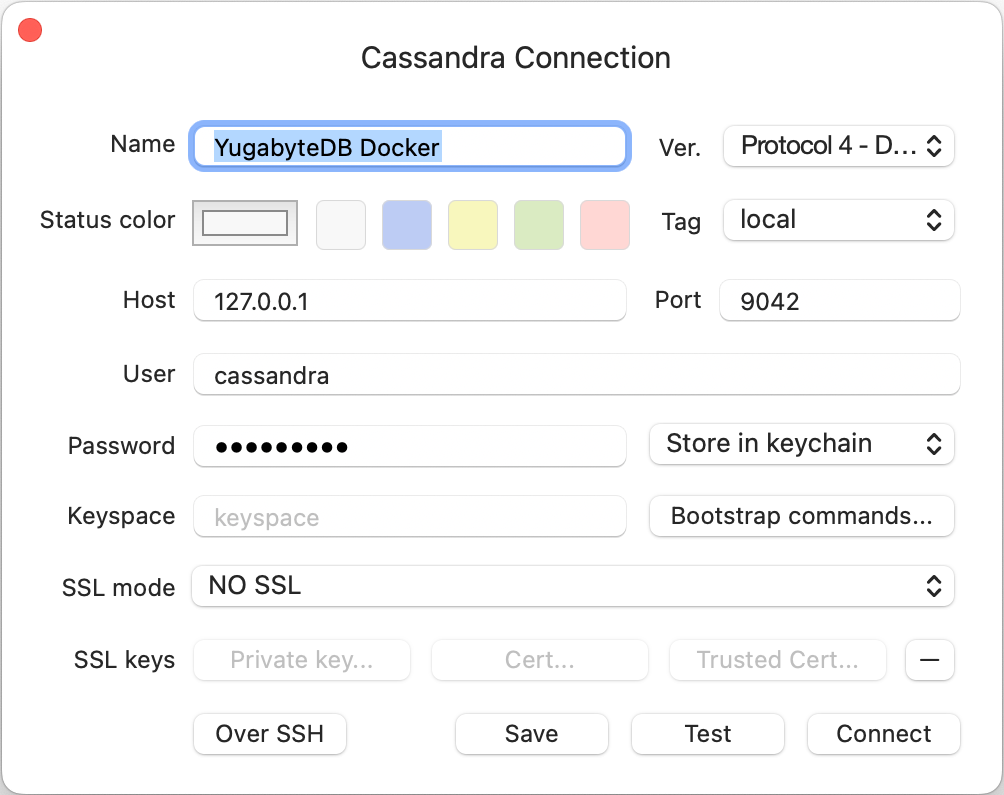 Cassandra Connection
Name YugabyteDB Docker Ver. Protocol 4 - D...
Status color Tag local
Host 127.0.0.1 Port 9042
User cassandra
Password ●●●●●●●●● Store in keychain
Keyspace keyspace Bootstrap commands...
SSL mode NO SSL
SSL keys Private key... Cert... Trusted Cert... —
Over SSH Save Test Connect